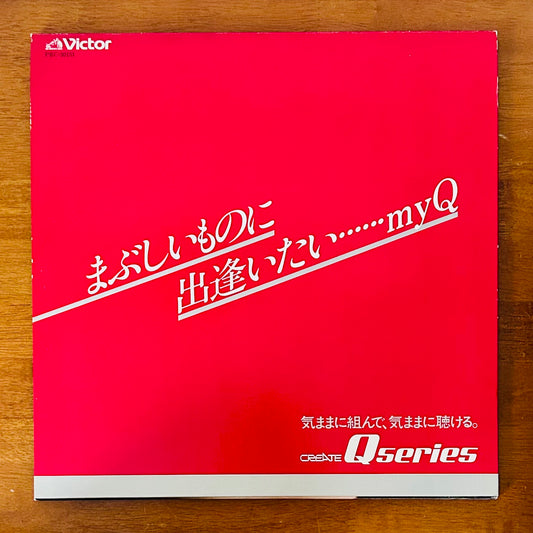 Victor
まぶしいものに
出逢いたい……myQ
気ままに組んで、気ままに聴ける。
CREATE Qseries